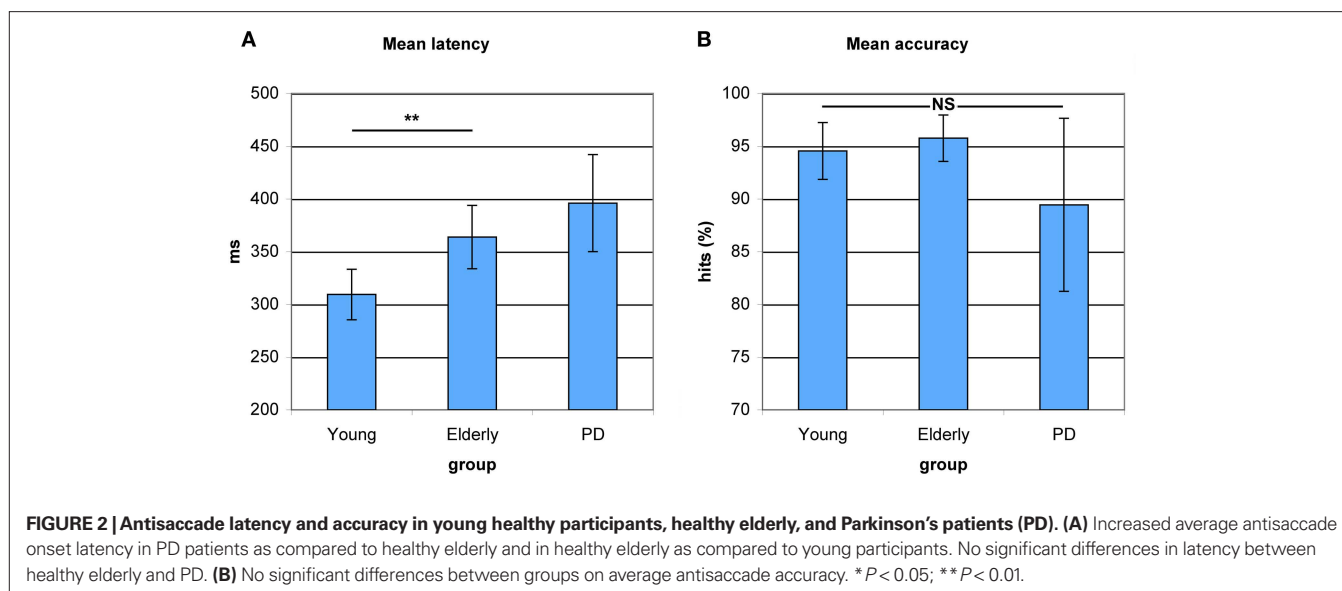 A
Mean latency
500
450
400
350
300
250
200
ms
**
Young Elderly PD
group
B
Mean accuracy
100
95
90
85
80
75
70
hits (%)
NS
Young Elderly PD
group
FIGURE 2 | Antisaccade latency and accuracy in young healthy participants, healthy elderly, and Parkinson's patients (PD). (A) Increased average antisaccade
onset latency in PD patients as compared to healthy elderly and in healthy elderly as compared to young participants. No significant differences in latency between
healthy elderly and PD. (B) No significant differences between groups on average antisaccade accuracy. *P < 0.05; **P < 0.01.